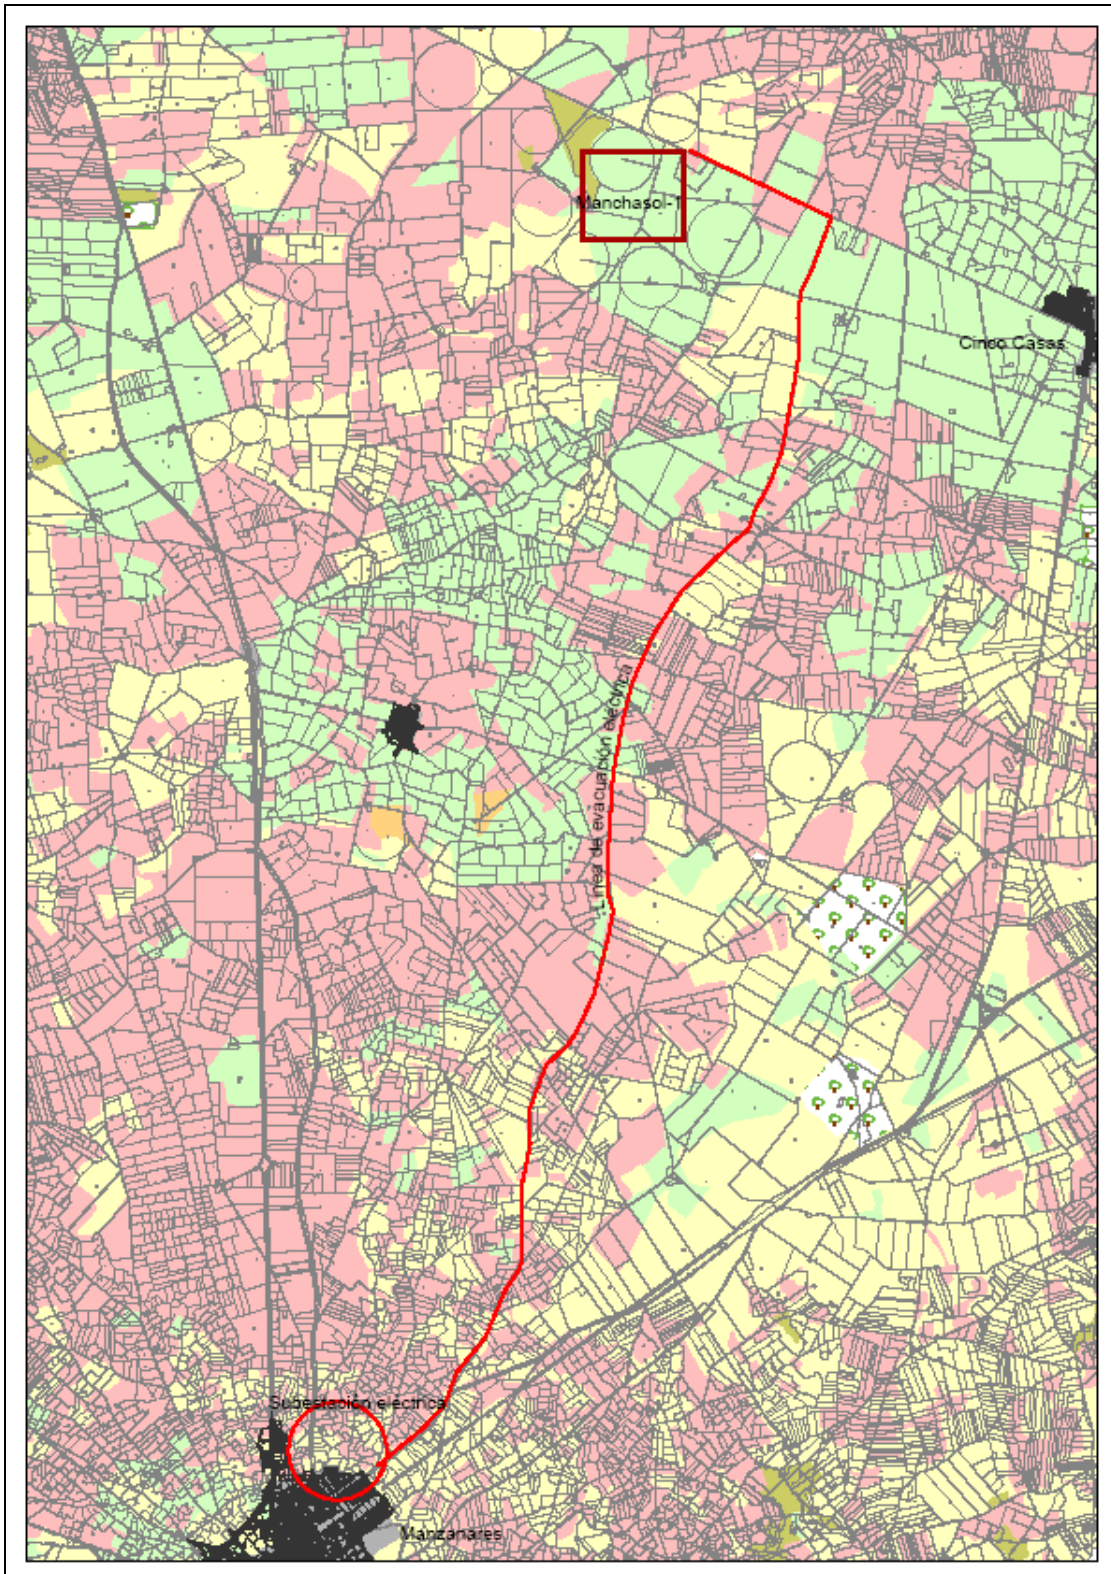 Manchasol-1
Cinco Casas
Línea de evacuación eléctrica
Subestación eléctrica
Manzanares